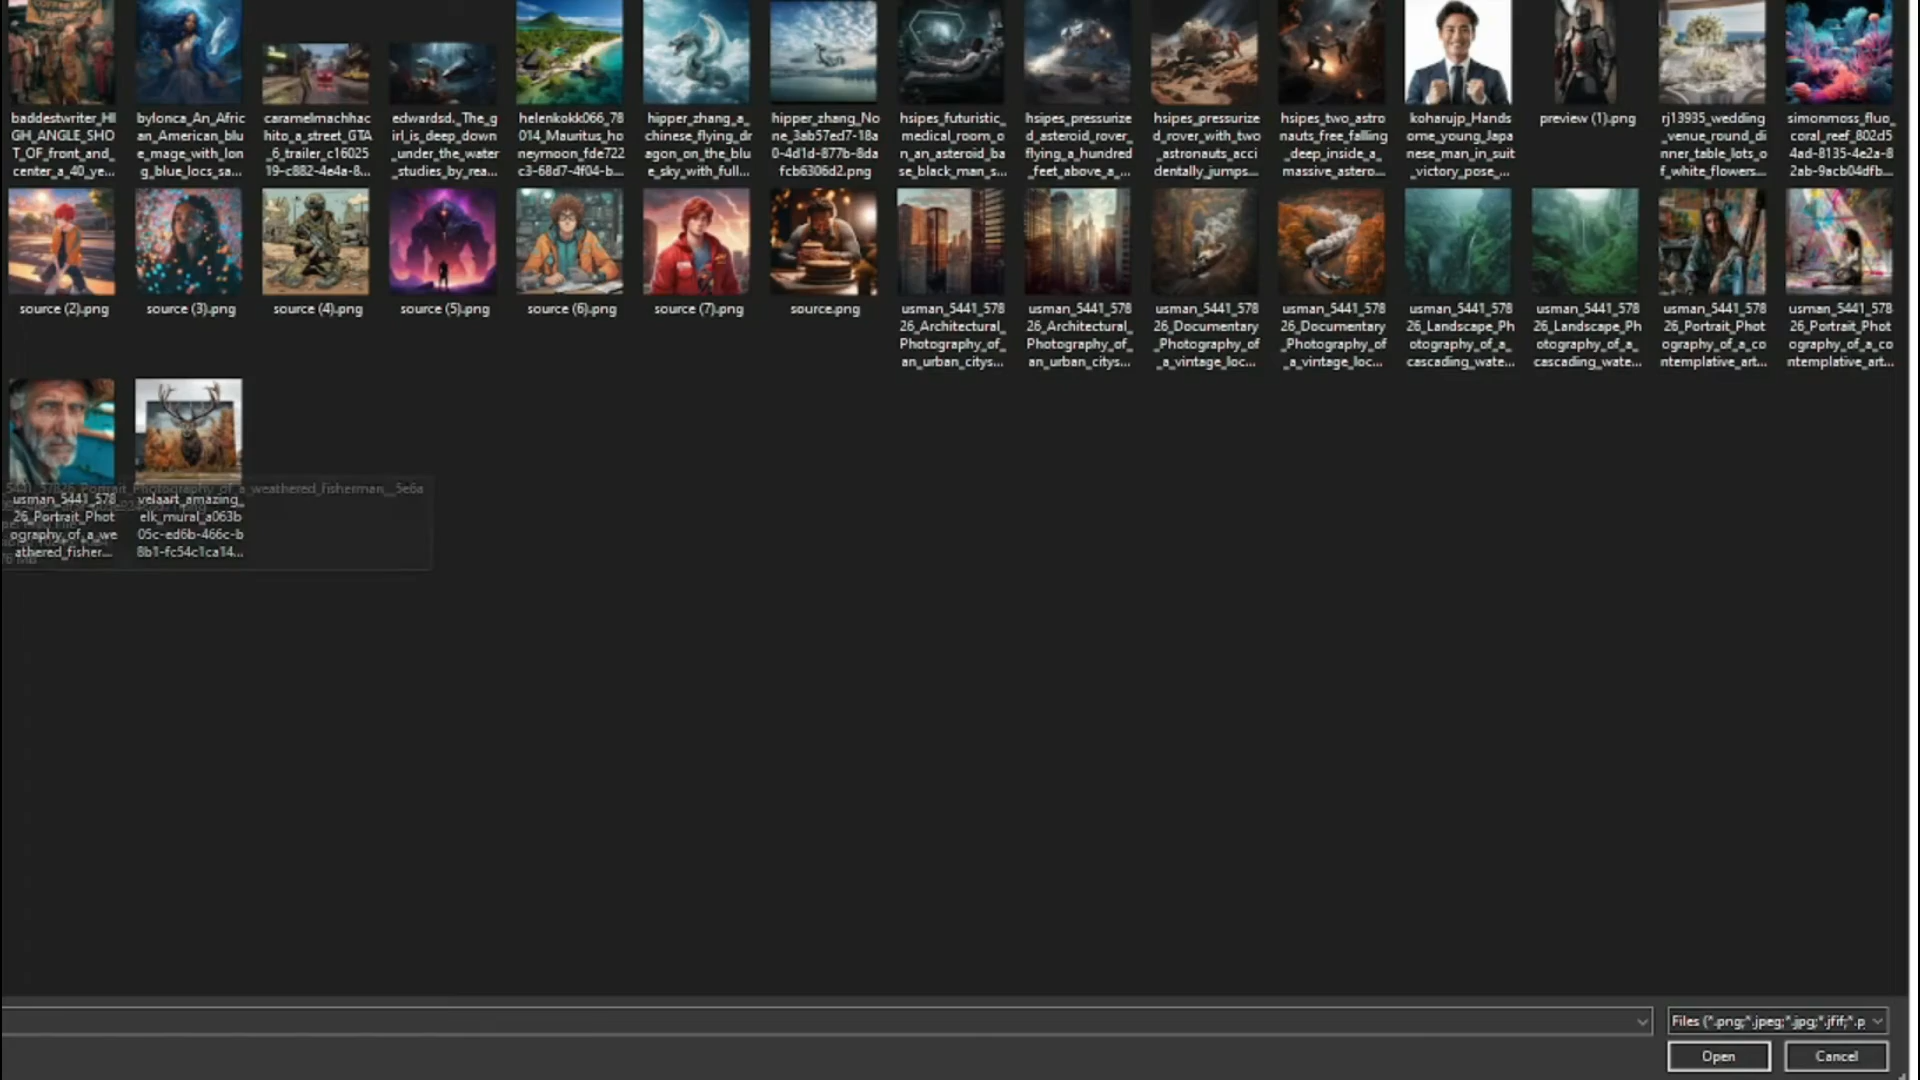 baddestwriter_HI
GH_ANGLE_SHO
T_OF_front_and_
center_a_40_ye...
bylonca_An_Afric
an_American_blu
e_mage_with_lon
g_blue_locs_sa...
caramelmachhac
hito_a_street_GTA
_6_trailer_c16025
19-c882-4e4a-8...
edwardsd._The_g
irl_is_deep_down
_under_the_water
_studies_by_rea...
helenkokk066_78
014_Mauritus_ho
neymoon_fde722
c3-68d7-4f04-b...
hipper_zhang_a_
chinese_flying_dr
agon_on_the_blu
e_sky_with_full...
hipper_zhang_No
ne_3ab57ed7-18a
0-4d1d-877b-8da
fcb6306d2.png
hsipes_futuristic_
medical_room_o
n_an_asteroid_ba
se_black_man_s...
hsipes_pressurize
d_asteroid_rover_
flying_a_hundred
_feet_above_a_...
hsipes_pressurize
d_rover_with_two
_astronauts_acci
dentally_jumps...
hsipes_two_astro
nauts_free_falling
_deep_inside_a_
massive_astero...
koharujp_Hands
ome_young_Japa
nese_man_in_suit
_victory_pose_...
preview (1).png
rj13935_wedding
_venue_round_di
nner_table_lots_o
f_white_flowers...
simonmoss_fluo_
coral_reef_802d5
4ad-8135-4e2a-8
2ab-9acb04dfb...
source (2).png
source (3).png
source (4).png
source (5).png
source (6).png
source (7).png
source.png
usman_5441_578
26_Architectural_
Photography_of_
an_urban_citys...
usman_5441_578
26_Architectural_
Photography_of_
an_urban_citys...
usman_5441_578
26_Documentary
_Photography_of
_a_vintage_loc...
usman_5441_578
26_Documentary
_Photography_of
_a_vintage_loc...
usman_5441_578
26_Landscape_Ph
otography_of_a_
cascading_wate...
usman_5441_578
26_Landscape_Ph
otography_of_a_
cascading_wate...
usman_5441_578
26_Portrait_Phot
ography_of_a_co
ntemplative_art...
usman_5441_578
26_Portrait_Phot
ography_of_a_co
ntemplative_art...
5441_57826_Portrait_Photography_of_a_weathered_fisherman__5e6a
usman_5441_578
26_Portrait_Phot
ography_of_a_we
athered_fisher...
velaart_amazing_
elk_mural_a063b
05c-ed6b-466c-b
8b1-fc54c1ca14...
Files (*.png;*.jpeg;*.jpg;*.jfif;*.p
Open
Cancel